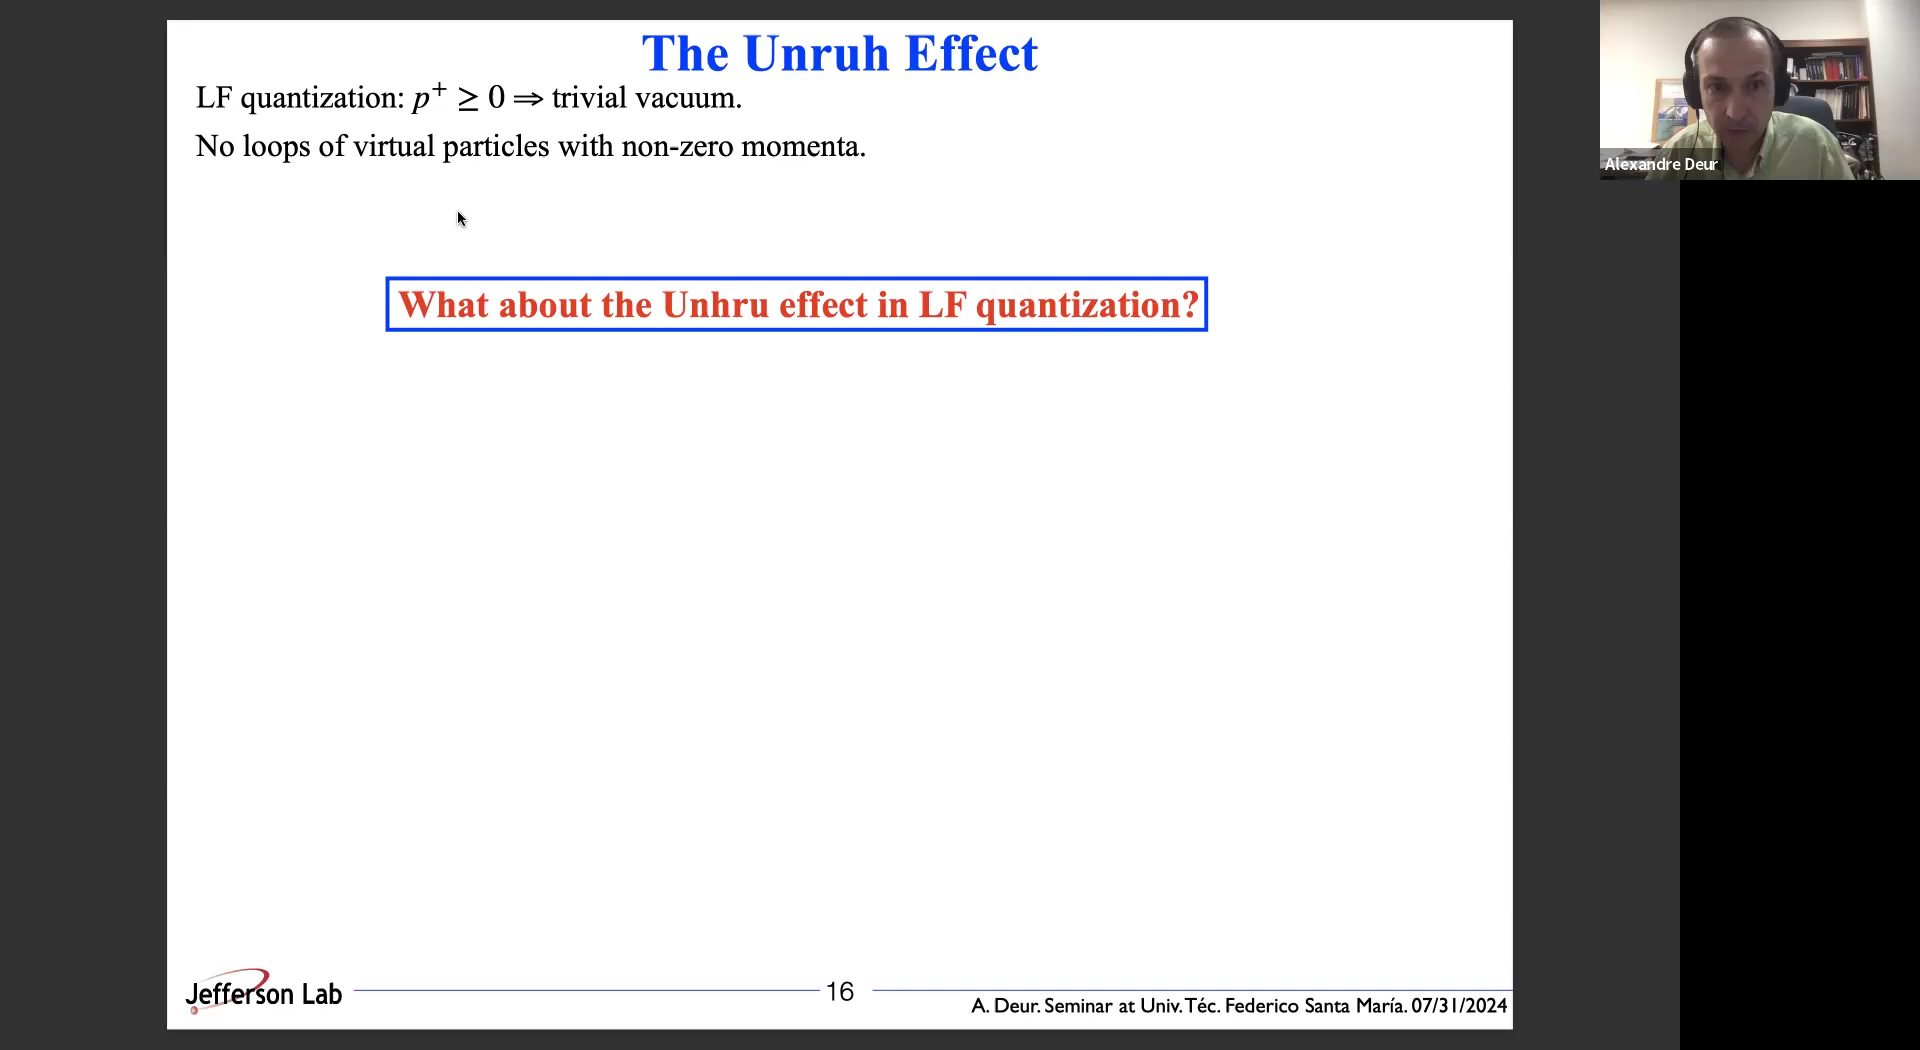 The Unruh Effect
LF quantization: p⁺ ≥ 0 ⟹ trivial vacuum.
No loops of virtual particles with non-zero momenta.
What about the Unhru effect in LF quantization?
Alexandre Deur
Jefferson Lab
16
A. Deur. Seminar at Univ. Téc. Federico Santa María. 07/31/2024